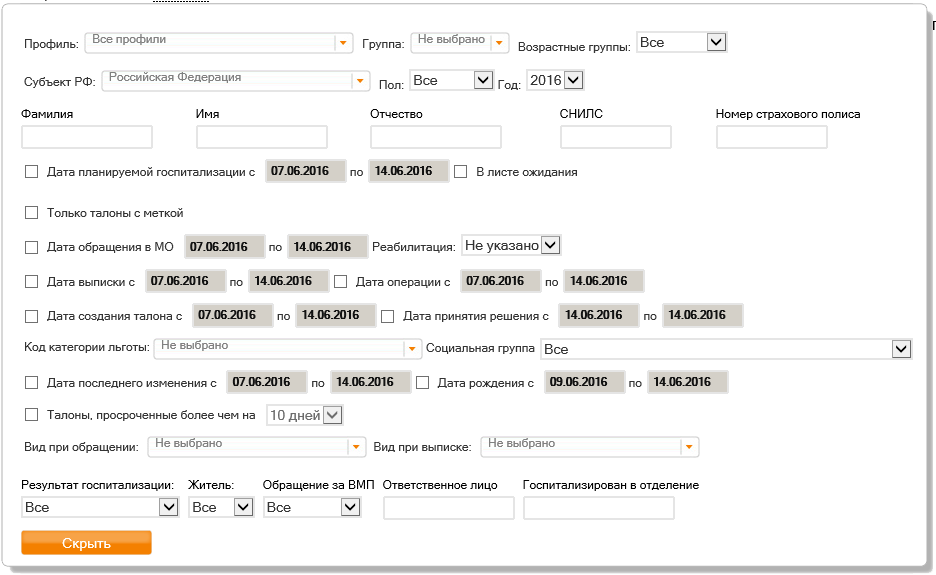 Профиль: Все профили Группа: Не выбрано Возрастные группы: Все
Субъект РФ: Российская Федерация Пол: Все Год: 2016
Фамилия Имя Отчество СНИЛС Номер страхового полиса
Дата планируемой госпитализации с 07.06.2016 по 14.06.2016 В листе ожидания
Только талоны с меткой
Дата обращения в МО 07.06.2016 по 14.06.2016 Реабилитация: Не указано
Дата выписки с 07.06.2016 по 14.06.2016 Дата операции с 07.06.2016 по 14.06.2016
Дата создания талона с 07.06.2016 по 14.06.2016 Дата принятия решения с 14.06.2016 по 14.06.2016
Код категории льготы: Не выбрано Социальная группа Все
Дата последнего изменения с 07.06.2016 по 14.06.2016 Дата рождения с 09.06.2016 по 14.06.2016
Талоны, просроченные более чем на 10 дней
Вид при обращении: Не выбрано Вид при выписке: Не выбрано
Результат госпитализации: Житель: Обращение за ВМП Ответственное лицо Госпитализирован в отделение
Все Все Все
Скрыть